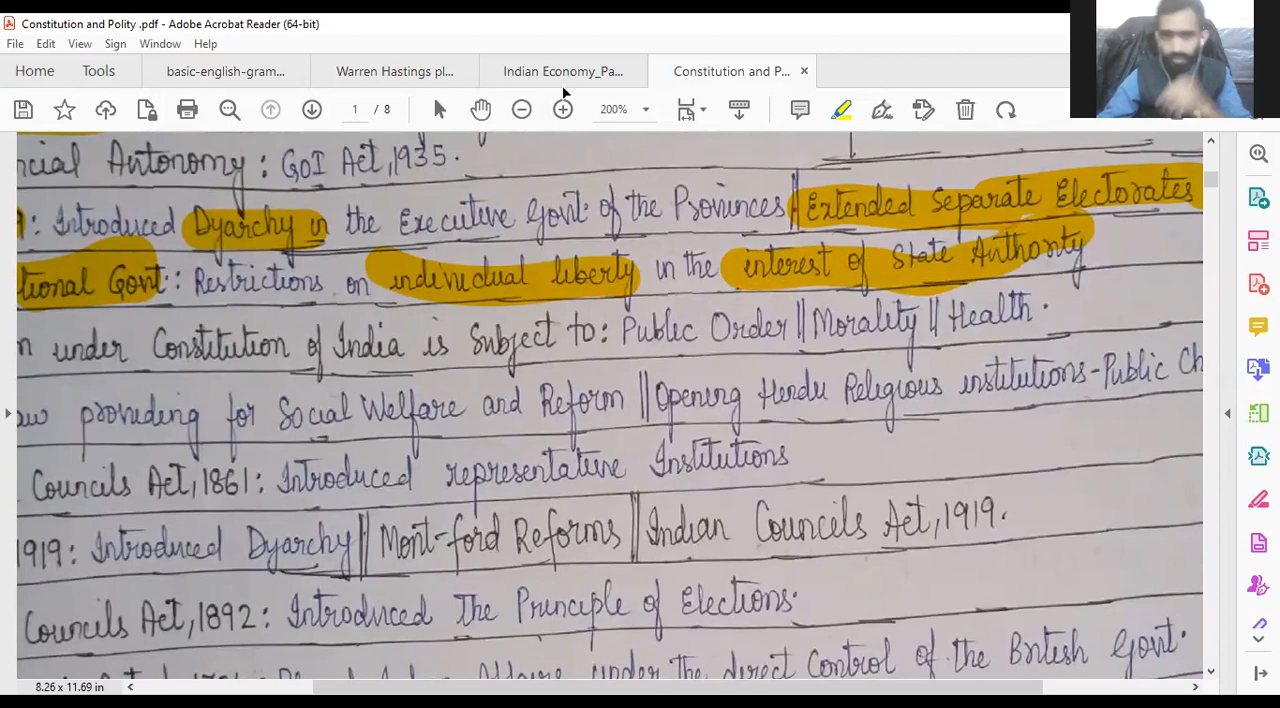 Constitution and Polity .pdf - Adobe Acrobat Reader (64-bit)
File Edit View Sign Window Help
Home Tools basic-english-gram... Warren Hastings pl... Indian Economy_Pa... Constitution and P... ×
1 / 8 200%
cial Autonomy : GOI Act, 1935.
9: Introduced Dyarchy in the Executive Govt of the Provinces || Extended Separate Electorates
tional Govt : Restrictions on individual liberty in the interest of State Authority
n under Constitution of India is Subject to : Public Order || Morality || Health.
aw providing for Social Welfare and Reform || Opening Hindu Religious institutions - Public Ch
Councils Act, 1861 : Introduced representative Institutions
1919 : Introduced Dyarchy || Mont-ford Reforms || Indian Councils Act, 1919.
Councils Act, 1892 : Introduced the Principle of Elections.
under the direct Control of the British Govt.
8.26 x 11.69 in